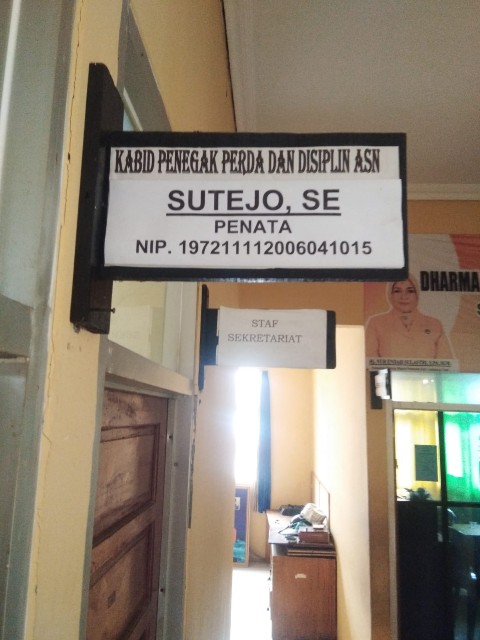 KABID PENEGAK PERDA DAN DISIPLIN ASN
SUTEJO, SE
PENATA
NIP. 197211112006041015
STAF
SEKRETARIAT
DHARMA